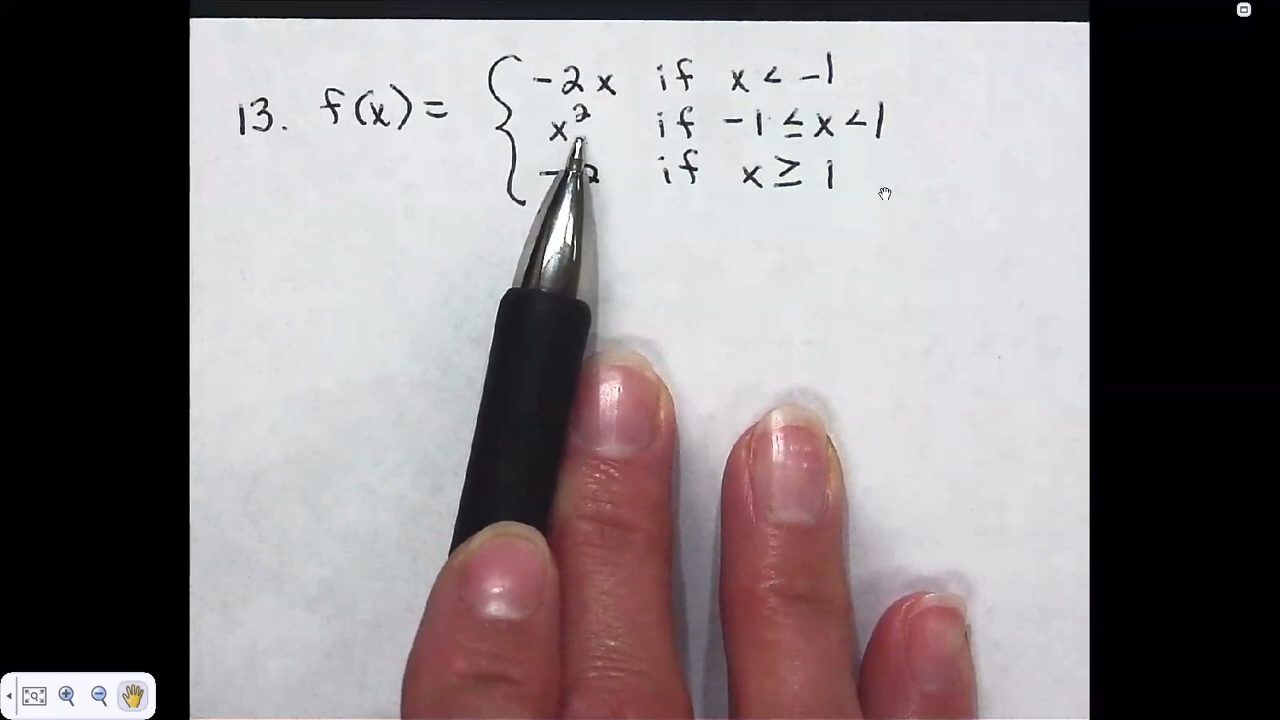 13. f(x) = { -2x if x < -1
x² if -1 ≤ x < 1
if x ≥ 1